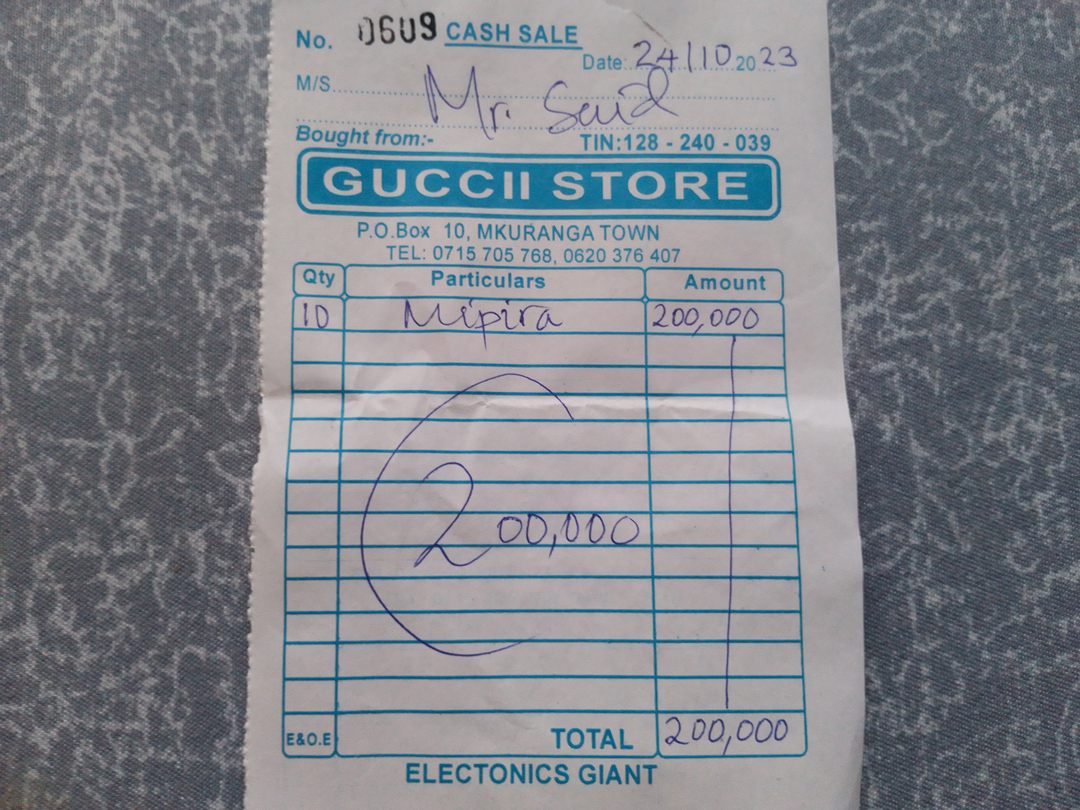 No. 0609 CASH SALE
Date: 24/10 2023
M/S Mr. Said
Bought from:- TIN:128 - 240 - 039
GUCCII STORE
P.O.Box 10, MKURANGA TOWN
TEL: 0715 705 768, 0620 376 407
Qty Particulars Amount
10 Mipira 200,000
200,000
E&O.E TOTAL 200,000
ELECTONICS GIANT